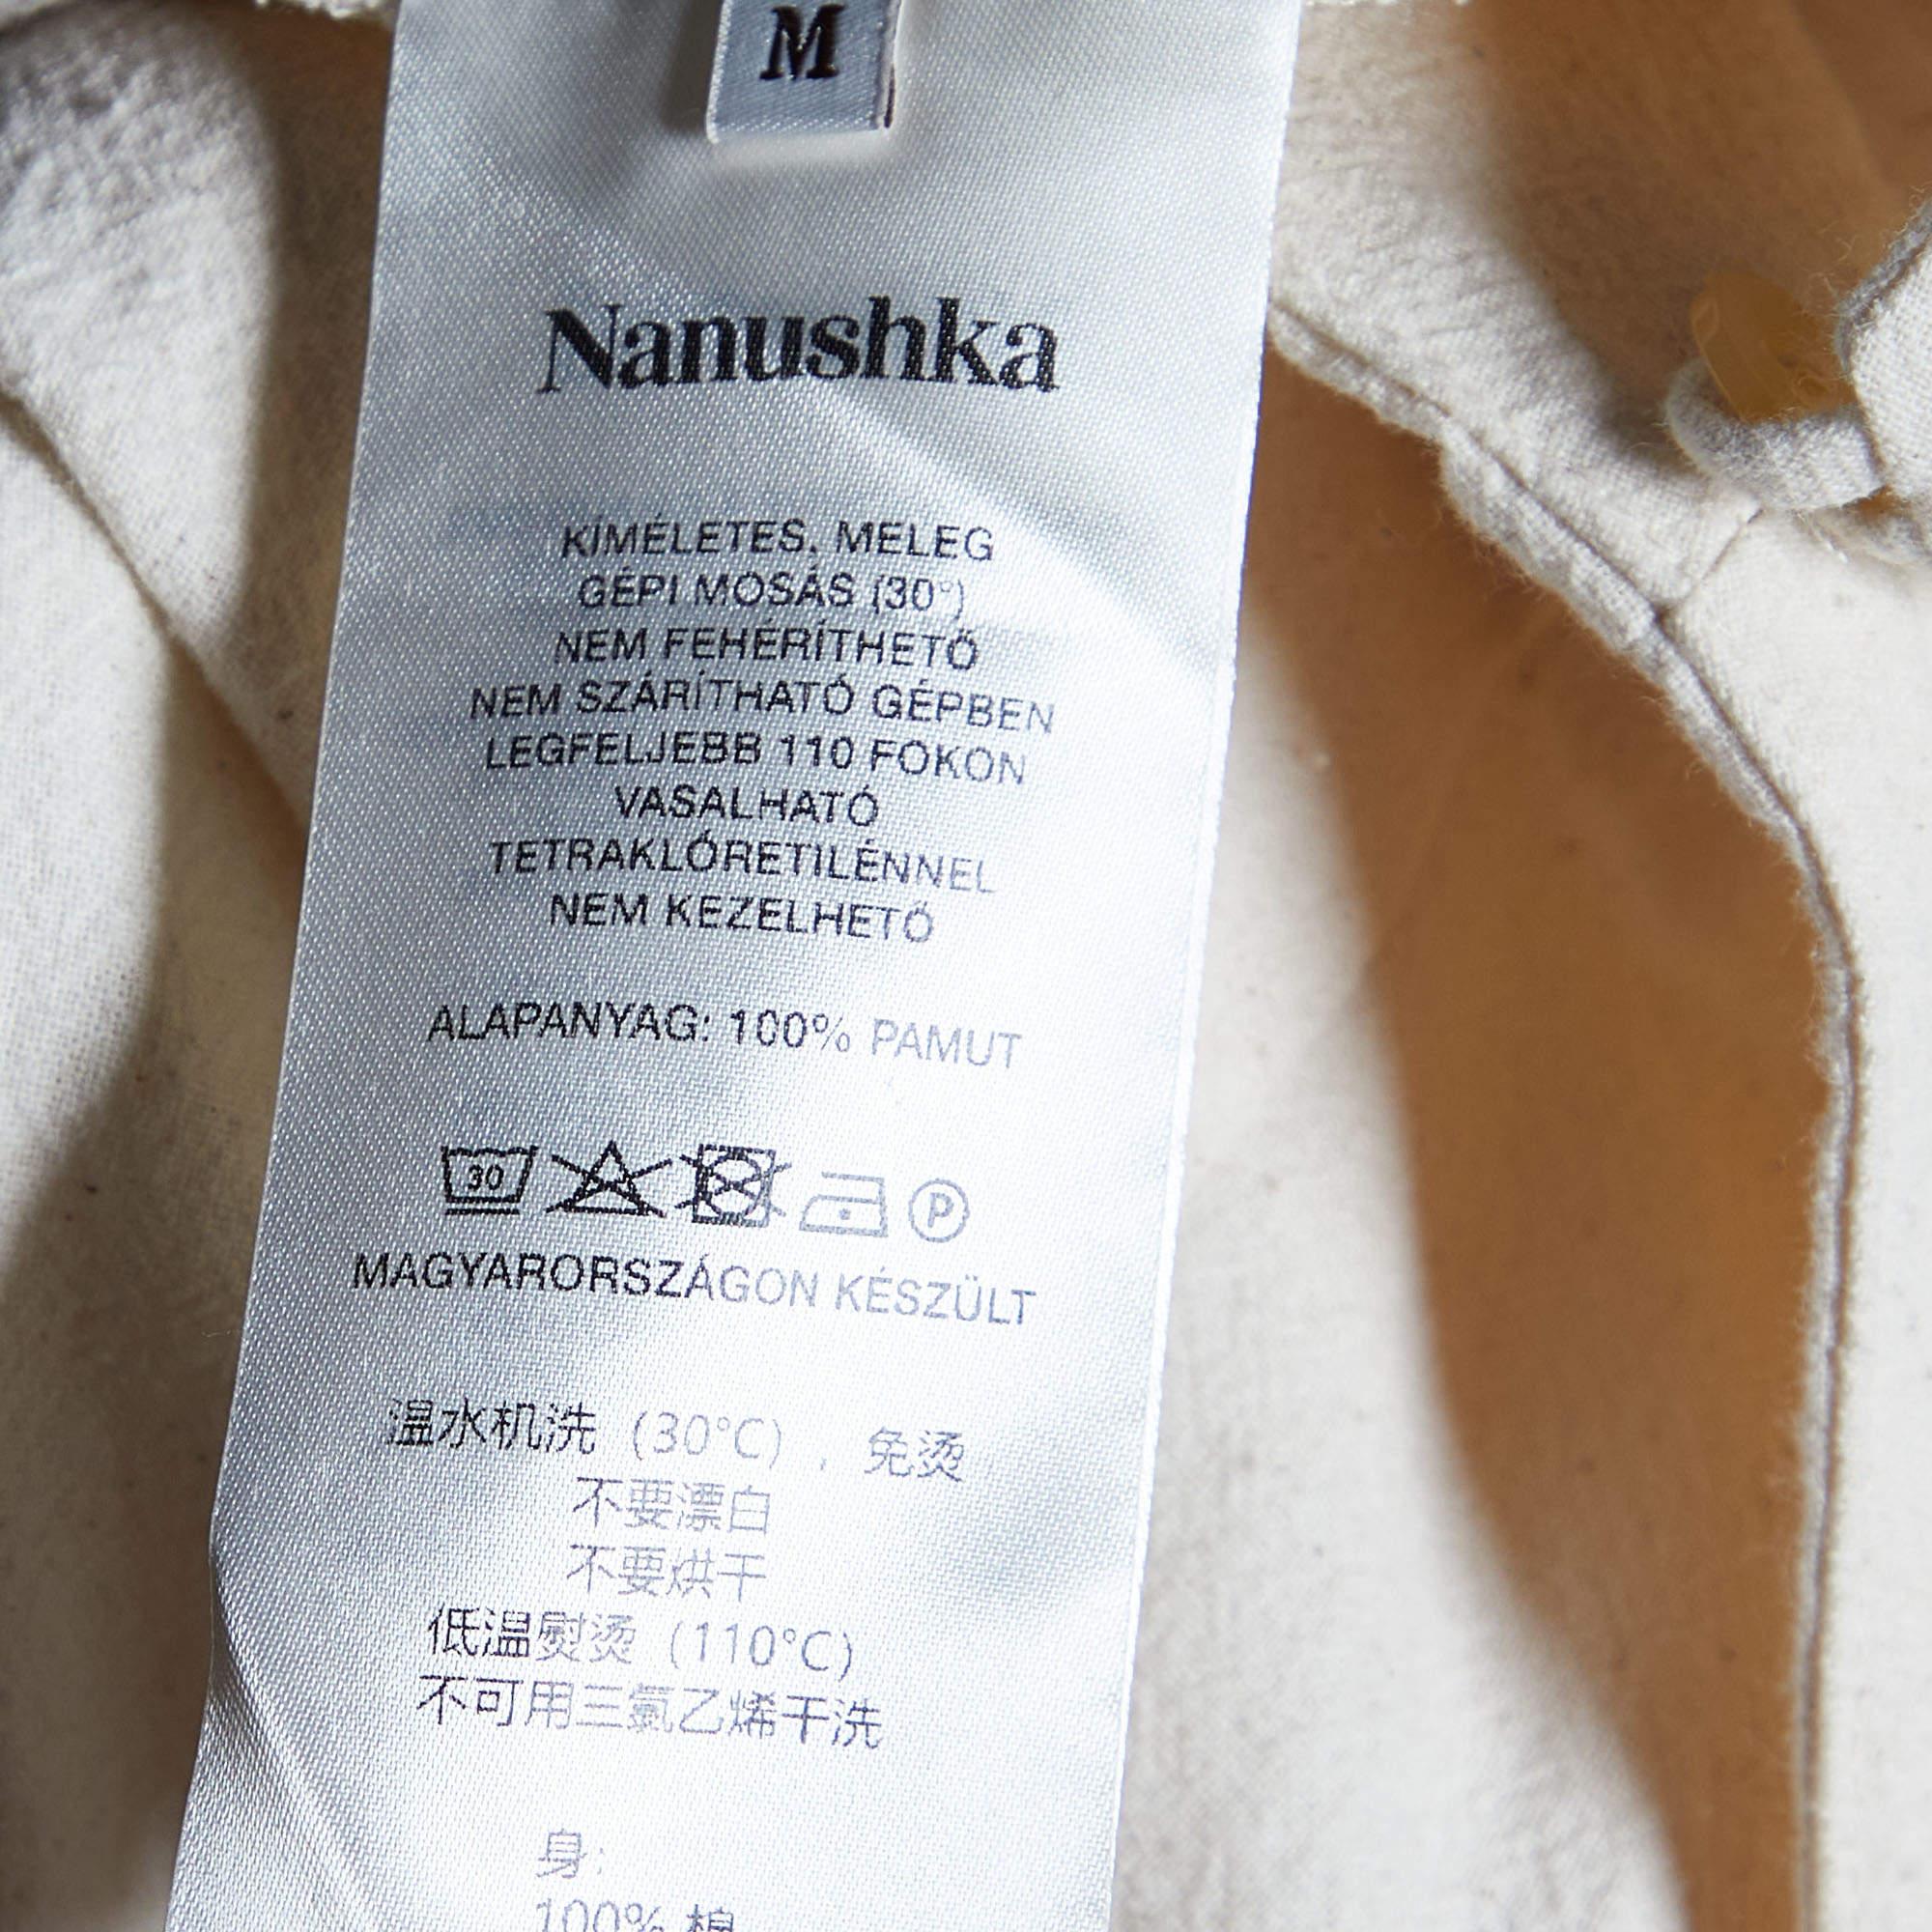 M
Nanushka
KÍMÉLETES, MELEG
GÉPI MOSÁS (30°)
NEM FEHÉRÍTHETŐ
NEM SZÁRÍTHATÓ GÉPBEN
LEGFELJEBB 110 FOKON
VASALHATÓ
TETRAKLÓRETILÉNNEL
NEM KEZELHETŐ
ALAPANYAG: 100% PAMUT
30 P
MAGYARORSZÁGON KÉSZÜLT
温水机洗 (30°C) , 免烫
不要漂白
不要烘干
低温熨烫 (110°C)
不可用三氯乙烯干洗
身:
100% 棉